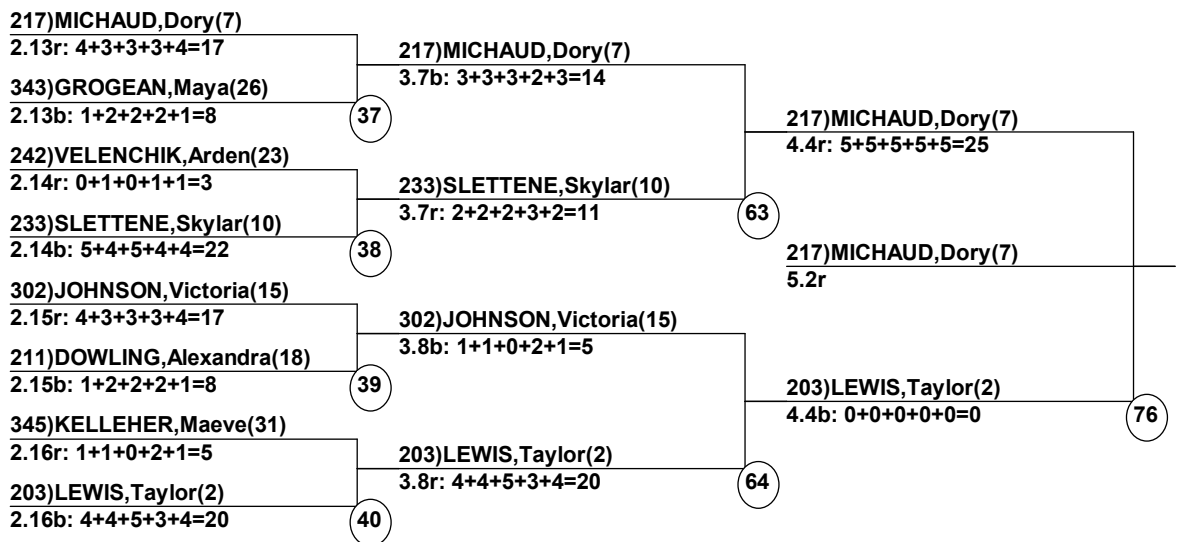 217)MICHAUD,Dory(7)
2.13r: 4+3+3+3+4=17
343)GROGEAN,Maya(26)
2.13b: 1+2+2+2+1=8
37
242)VELENCHIK,Arden(23)
2.14r: 0+1+0+1+1=3
233)SLETTENE,Skylar(10)
2.14b: 5+4+5+4+4=22
38
302)JOHNSON,Victoria(15)
2.15r: 4+3+3+3+4=17
211)DOWLING,Alexandra(18)
2.15b: 1+2+2+2+1=8
39
345)KELLEHER,Maeve(31)
2.16r: 1+1+0+2+1=5
203)LEWIS,Taylor(2)
2.16b: 4+4+5+3+4=20
40
217)MICHAUD,Dory(7)
3.7b: 3+3+3+2+3=14
233)SLETTENE,Skylar(10)
3.7r: 2+2+2+3+2=11
63
302)JOHNSON,Victoria(15)
3.8b: 1+1+0+2+1=5
203)LEWIS,Taylor(2)
3.8r: 4+4+5+3+4=20
64
217)MICHAUD,Dory(7)
4.4r: 5+5+5+5+5=25
217)MICHAUD,Dory(7)
5.2r
203)LEWIS,Taylor(2)
4.4b: 0+0+0+0+0=0
76